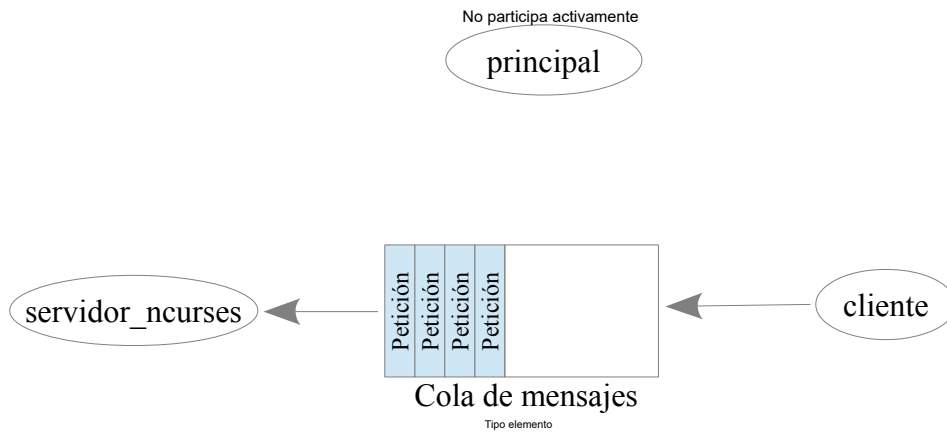 No participa activamente
principal
servidor_ncurses
Petición
Petición
Petición
Petición
cliente
Cola de mensajes
Tipo elemento